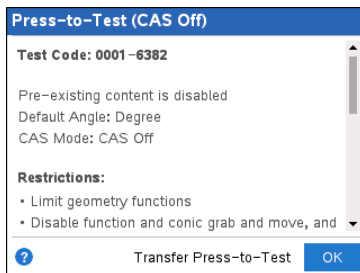 Press-to-Test (CAS Off)
Test Code: 0001-6382
Pre-existing content is disabled
Default Angle: Degree
CAS Mode: CAS Off
Restrictions:
• Limit geometry functions
• Disable function and conic grab and move, and
?
Transfer Press-to-Test
OK